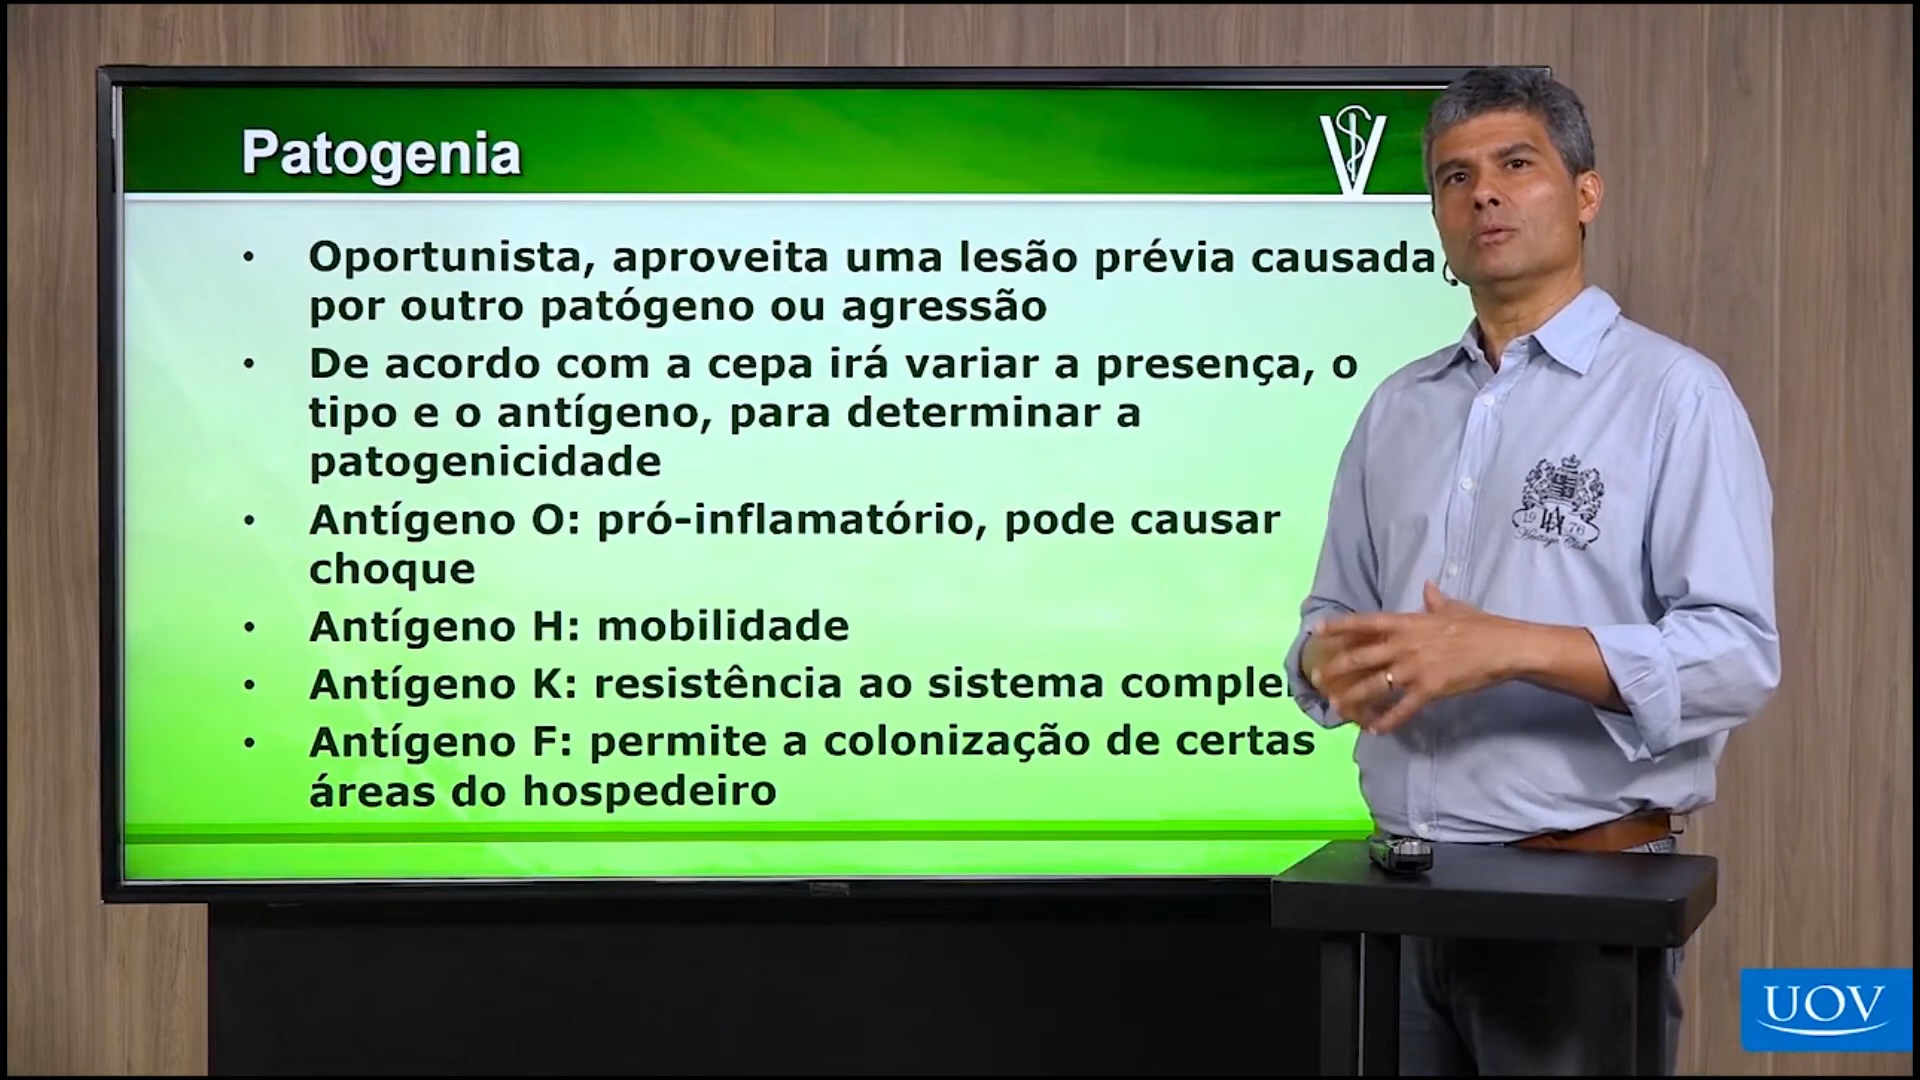 Patogenia
• Oportunista, aproveita uma lesão prévia causada
por outro patógeno ou agressão
• De acordo com a cepa irá variar a presença, o
tipo e o antígeno, para determinar a
patogenicidade
• Antígeno O: pró-inflamatório, pode causar
choque
• Antígeno H: mobilidade
• Antígeno K: resistência ao sistema
• Antígeno F: permite a colonização de certas
áreas do hospedeiro
19 76
UOV